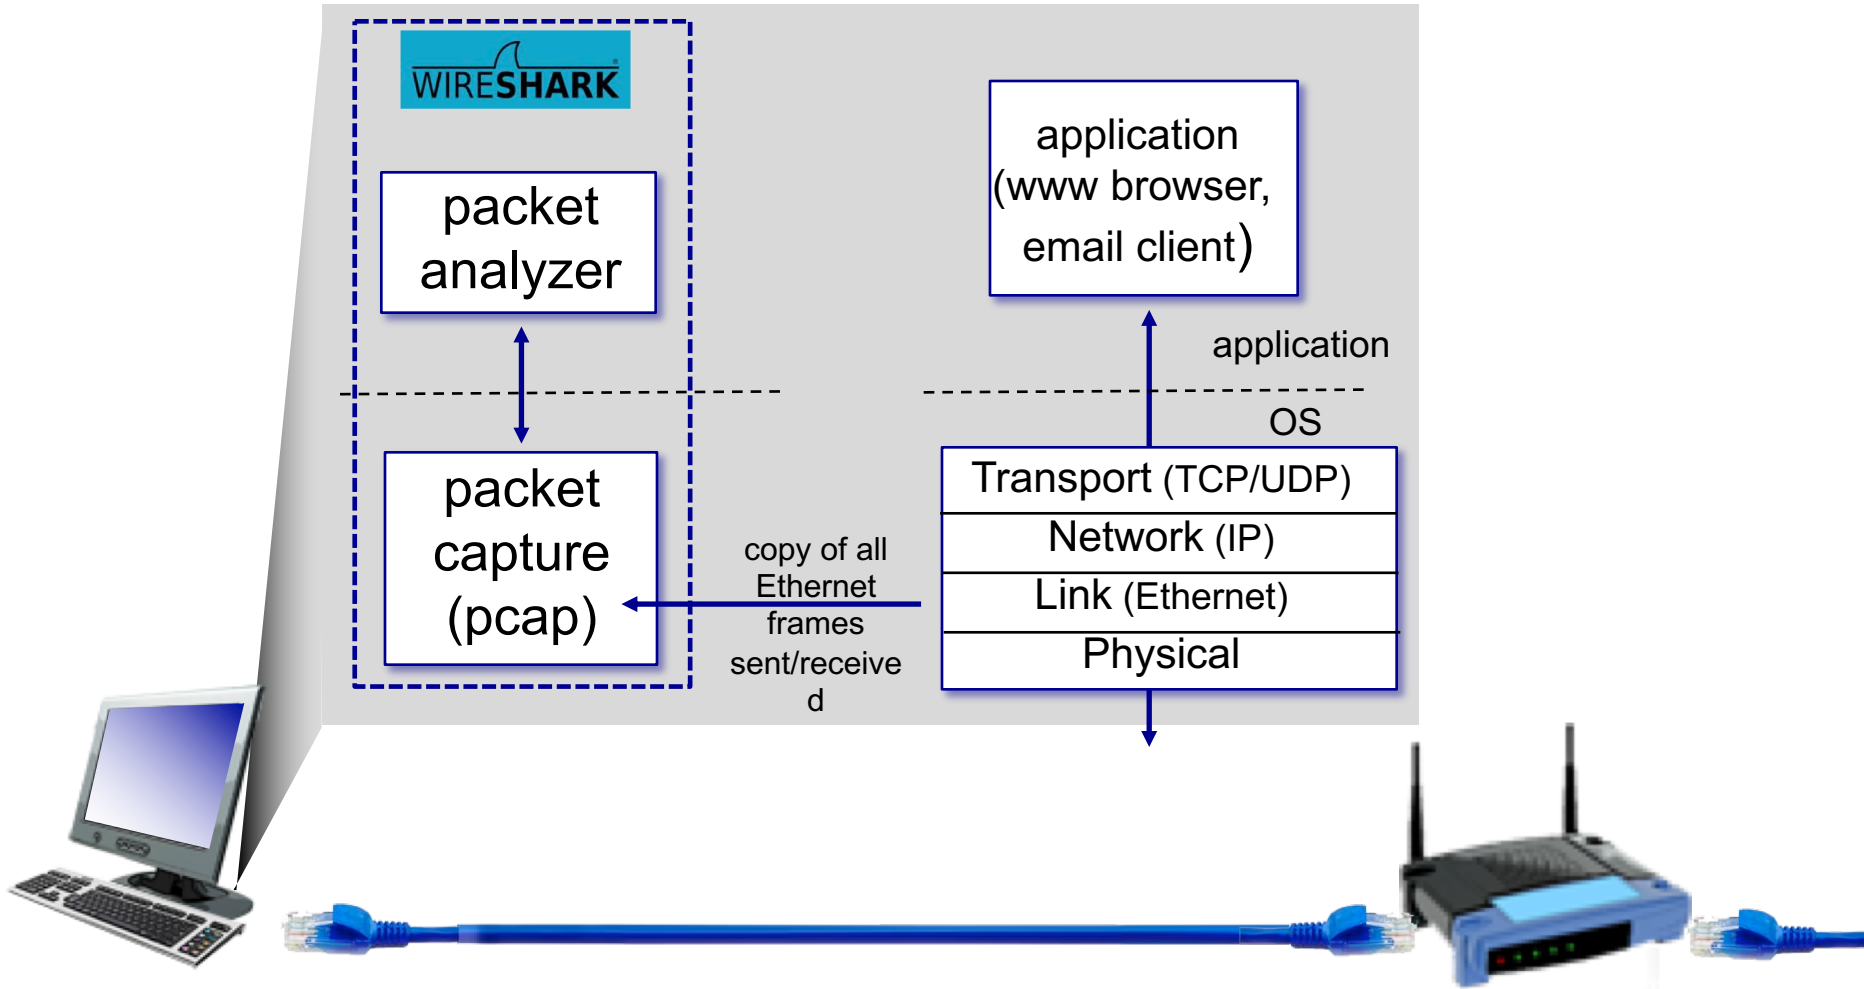 WIRESHARK
packet
analyzer
packet
capture
(pcap)
copy of all
Ethernet
frames
sent/receive
d
application
(www browser,
email client)
application
OS
Transport (TCP/UDP)
Network (IP)
Link (Ethernet)
Physical